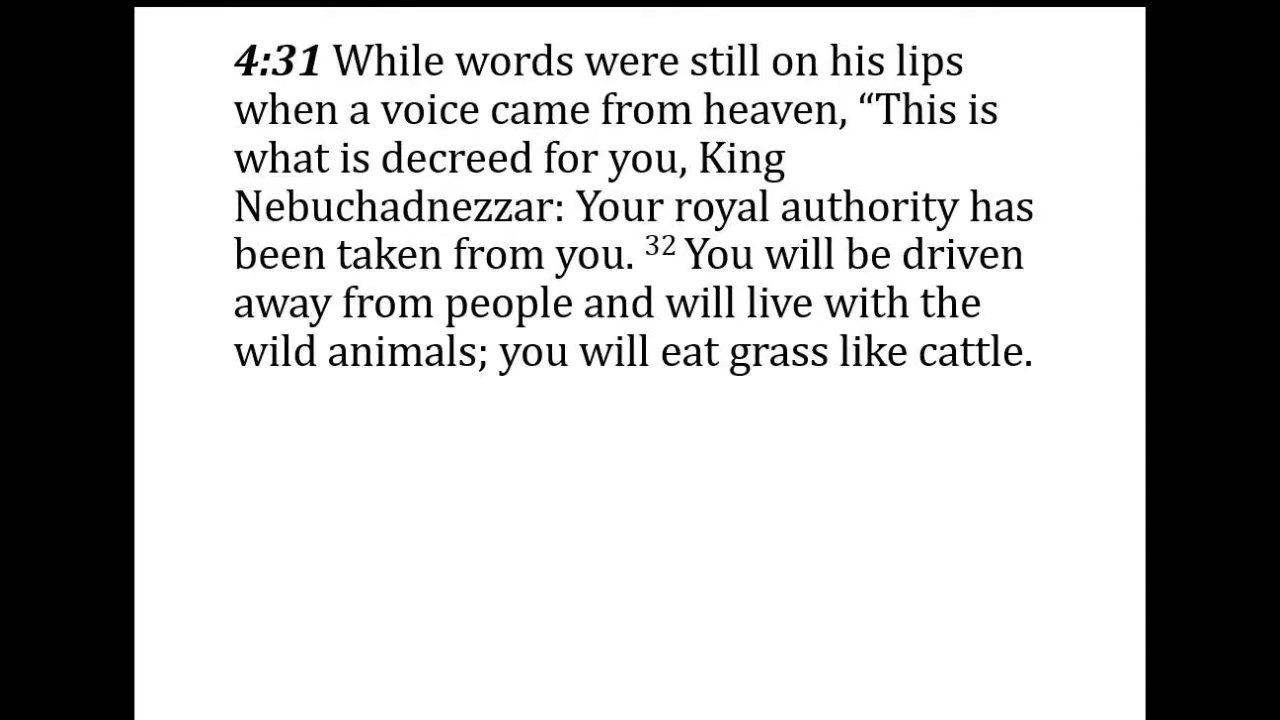 4:31 While words were still on his lips
when a voice came from heaven, “This is
what is decreed for you, King
Nebuchadnezzar: Your royal authority has
been taken from you. 32 You will be driven
away from people and will live with the
wild animals; you will eat grass like cattle.